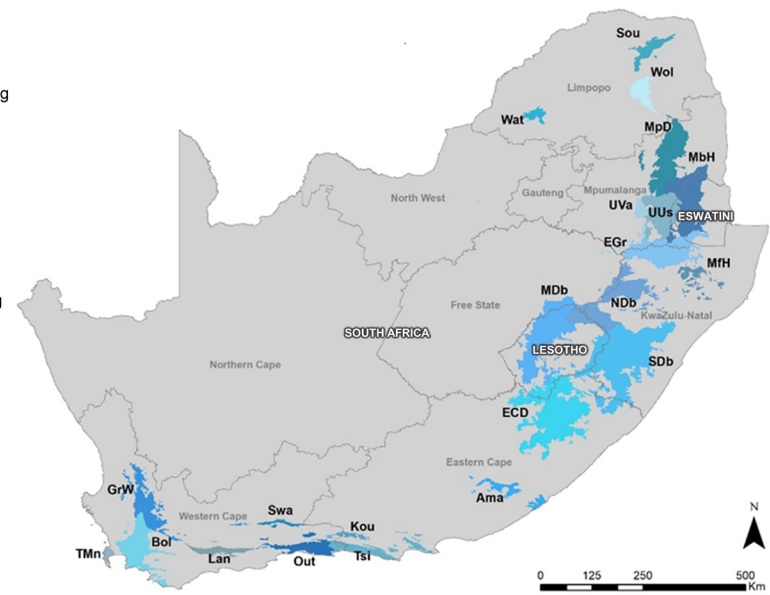 g
g
Sou
Wol
Limpopo
Wat
MpD
MbH
North West
Gauteng
Mpumalanga
UVa
UUs
ESWATINI
EGr
MfH
MDb
NDb
Free State
KwaZulu-Natal
SOUTH AFRICA
LESOTHO
SDb
Northern Cape
ECD
Eastern Cape
GrW
Ama
Western Cape
Swa
Kou
Bol
TMn
Lan
Out
Tsi
N
0 125 250 500
Km